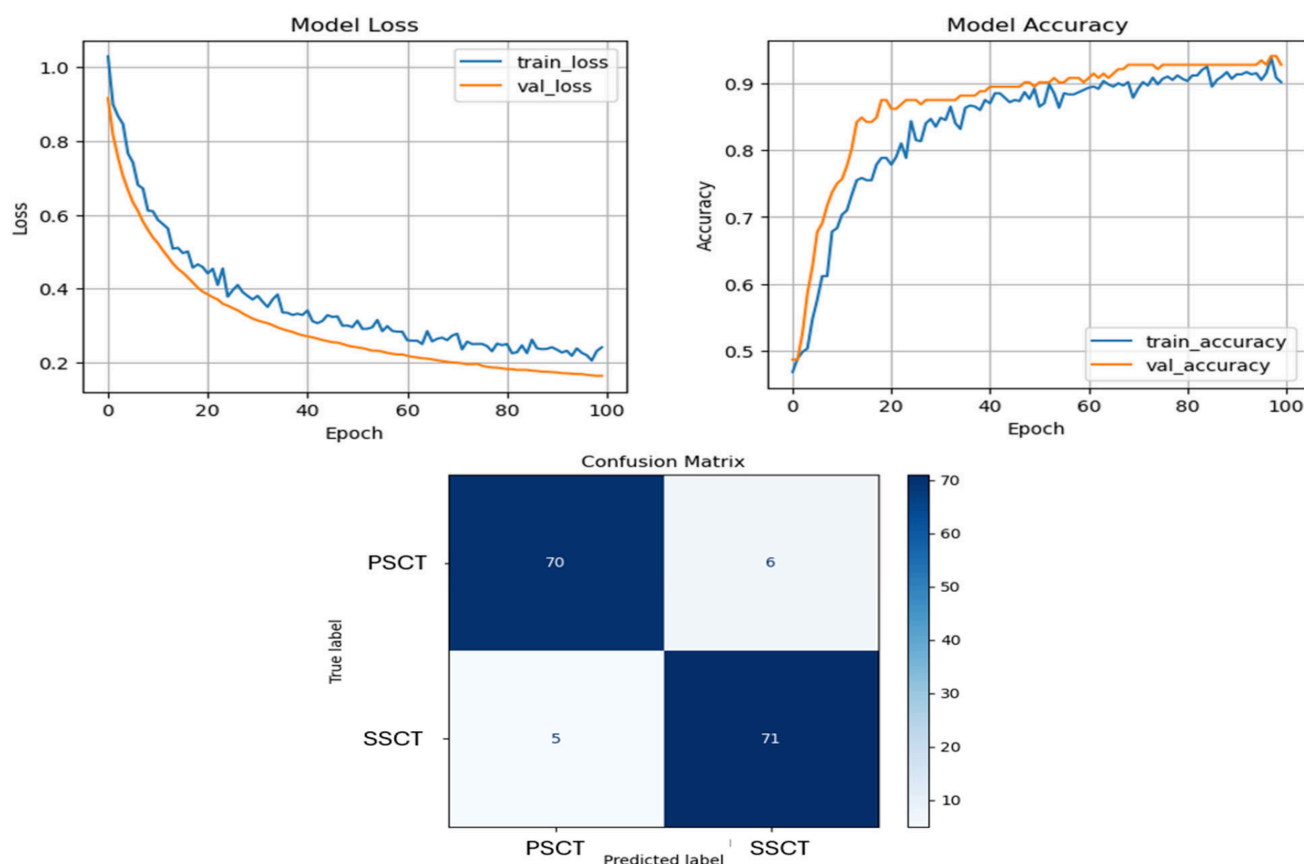 Model Loss
train_loss
val_loss
1.0
0.8
0.6
0.4
0.2
Loss
0
20
40
60
80
100
Epoch
Model Accuracy
0.9
0.8
0.7
0.6
0.5
Accuracy
train_accuracy
val_accuracy
0
20
40
60
80
100
Epoch
Confusion Matrix
True label
PSCT
70
6
SSCT
5
71
PSCT
SSCT
Predicted label
70
60
50
40
30
20
10